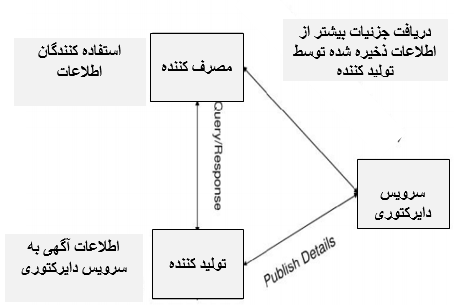 دریافت جزئیات بیشتر از
اطلاعات ذخیره شده توسط
تولید کننده
استفاده کنندگان
اطلاعات
مصرف کننده
Query/Response
سرویس
دایرکتوری
Publish Details
تولید کننده
اطلاعات آگهی به
سرویس دایرکتوری